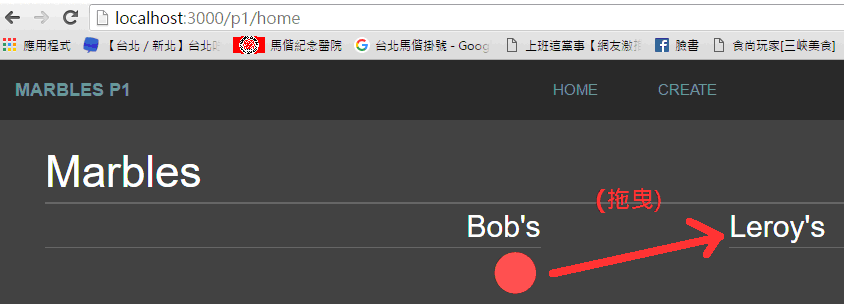 localhost:3000/p1/home
應用程式 【台北／新北】台北 馬偕紀念醫院 台北馬偕掛號 - Goog 上班這黨事【網友激 臉書 食尚玩家[三峽美食]
MARBLES P1 HOME CREATE
Marbles
(拖曳)
Bob's Leroy's